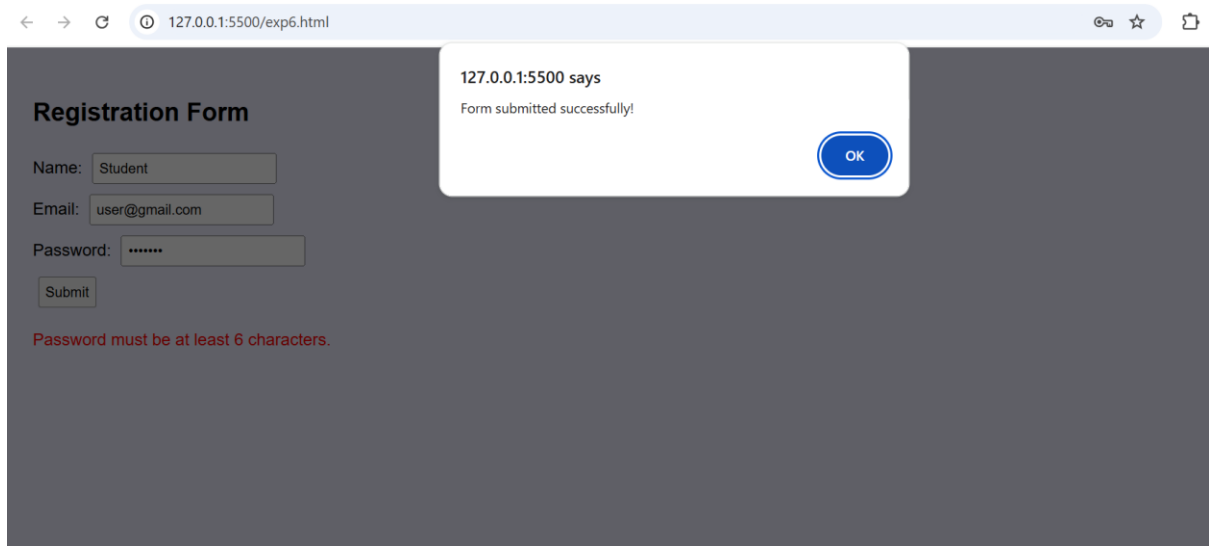 127.0.0.1:5500/exp6.html
127.0.0.1:5500 says
Form submitted successfully!
OK
Registration Form
Name: Student
Email: user@gmail.com
Password: •••••••
Submit
Password must be at least 6 characters.